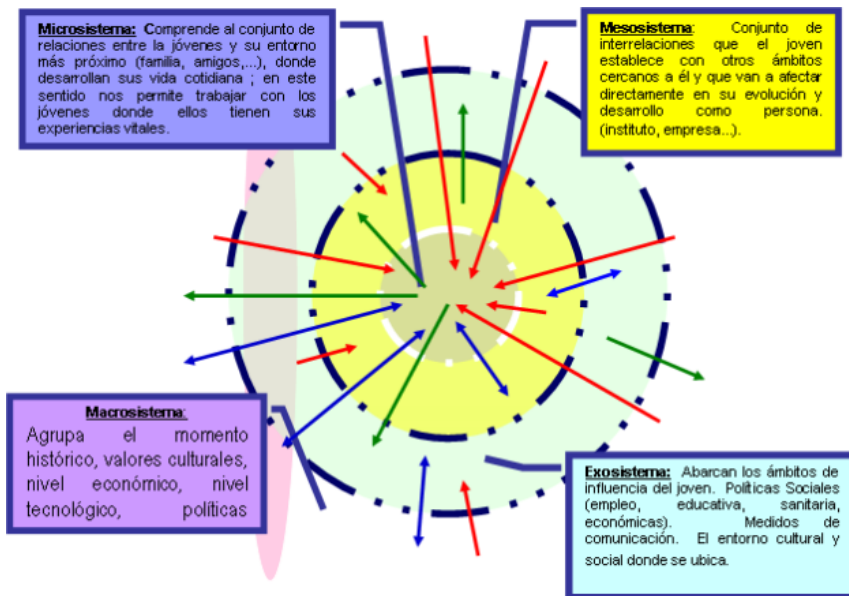 Microsistema: Comprende al conjunto de
relaciones entre la jóvenes y su entorno
más próximo (familia, amigos,...), donde
desarrollan sus vida cotidiana ; en este
sentido nos permite trabajar con los
jóvenes donde ellos tienen sus
experiencias vitales.
Mesosistema: Conjunto de
interrelaciones que el joven
establece con otros ámbitos
cercanos a él y que van a afectar
directamente en su evolución y
desarrollo como persona.
(instituto, empresa...).
Macrosistema:
Agrupa el momento
histórico, valores culturales,
nivel económico, nivel
tecnológico, políticas
Exosistema: Abarcan los ámbitos de
influencia del joven. Políticas Sociales
(empleo, educativa, sanitaria,
económicas). Medidos de
comunicación. El entorno cultural y
social donde se ubica.